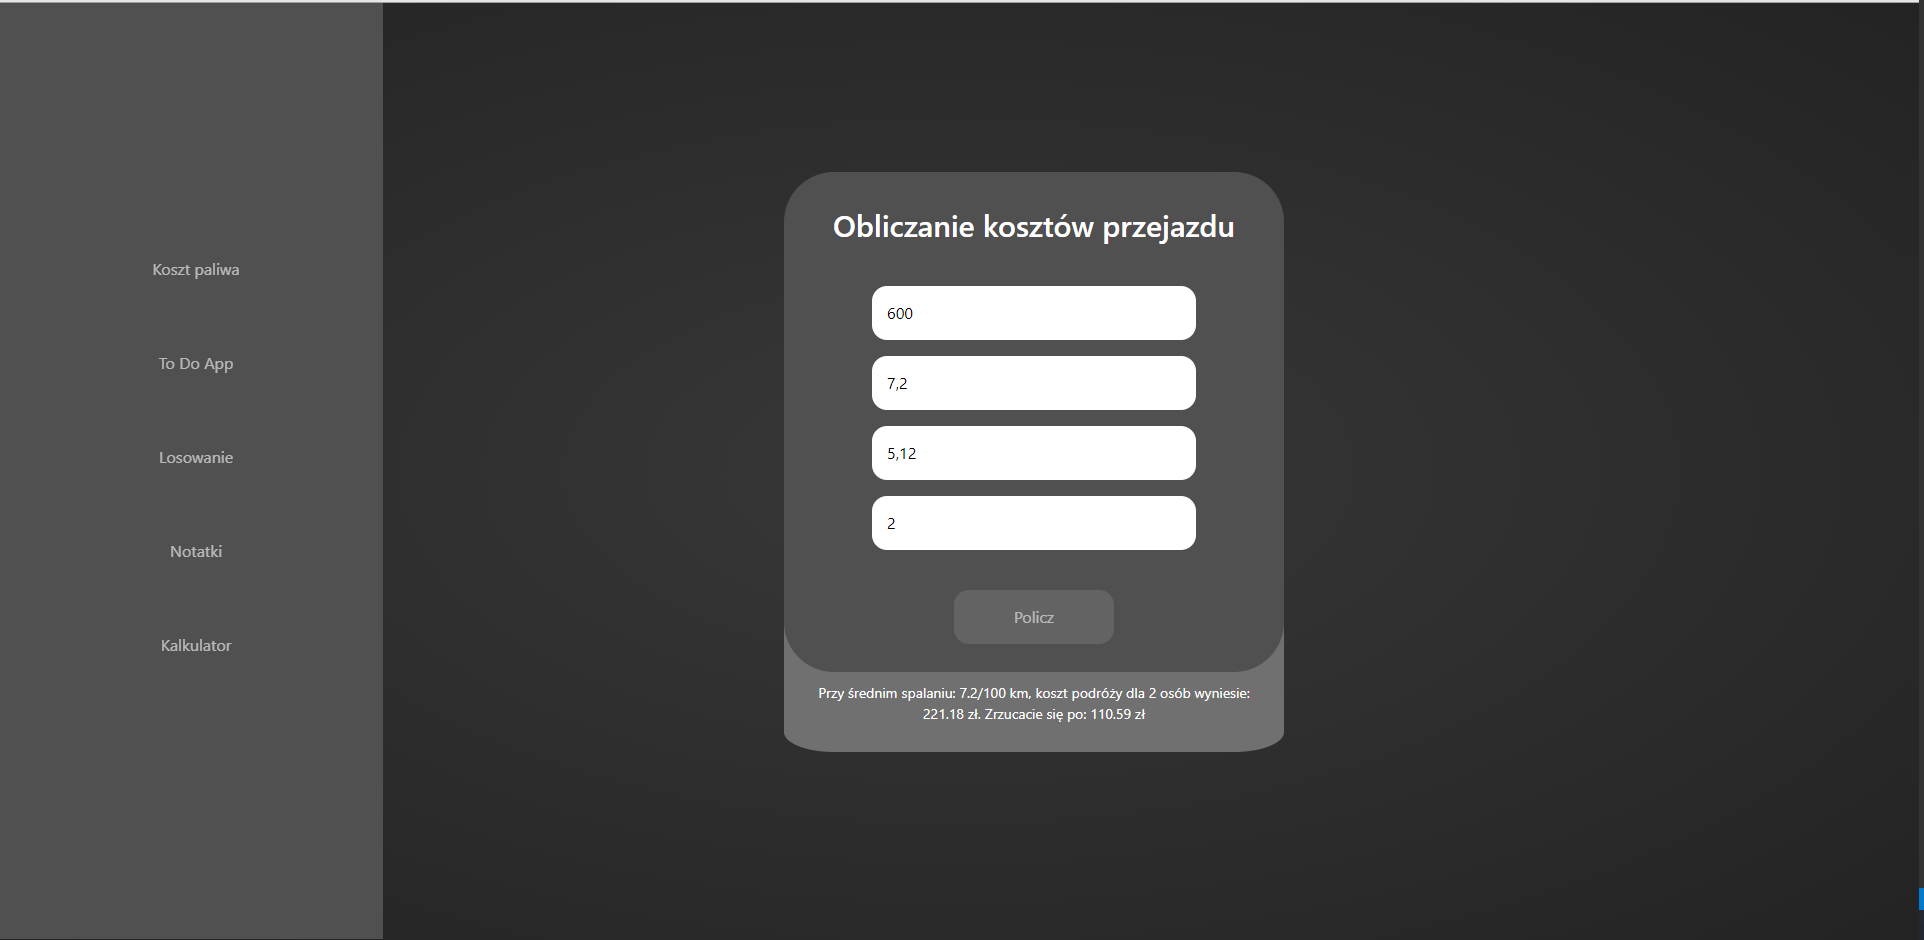 Koszt paliwa
To Do App
Losowanie
Notatki
Kalkulator
Obliczanie kosztów przejazdu
600
7,2
5,12
2
Policz
Przy średnim spalaniu: 7.2/100 km, koszt podróży dla 2 osób wyniesie:
221.18 zł. Zrzucacie się po: 110.59 zł